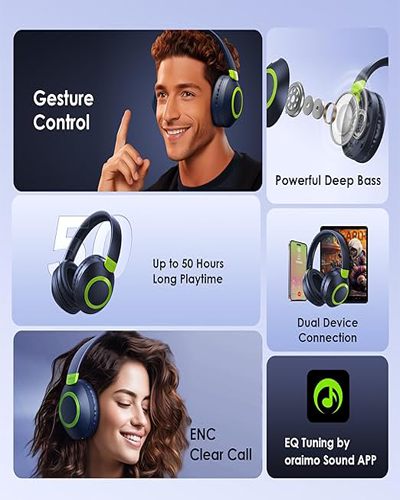 Gesture
Control
Powerful Deep Bass
50
Up to 50 Hours
Long Playtime
Dual Device
Connection
ENC
Clear Call
EQ Tuning by
oraimo Sound APP